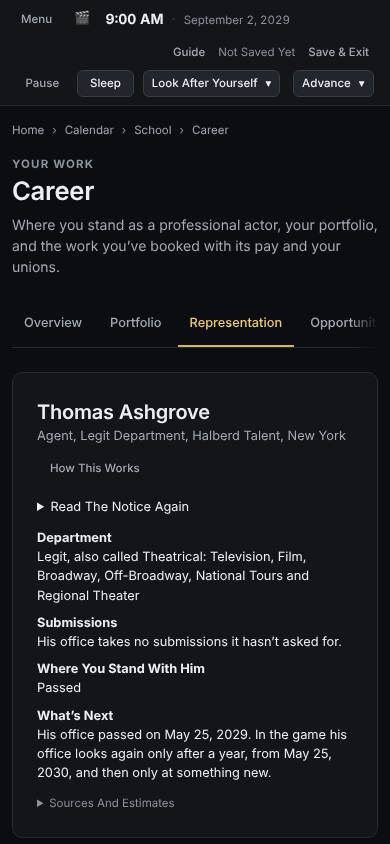 Menu 🎬 9:00 AM · September 2, 2029
Guide Not Saved Yet Save & Exit
Pause Sleep Look After Yourself ▾ Advance ▾
Home › Calendar › School › Career
YOUR WORK
Career
Where you stand as a professional actor, your portfolio,
and the work you’ve booked with its pay and your
unions.
Overview Portfolio Representation Opportunit
Thomas Ashgrove
Agent, Legit Department, Halberd Talent, New York
How This Works
▶ Read The Notice Again
Department
Legit, also called Theatrical: Television, Film,
Broadway, Off-Broadway, National Tours and
Regional Theater
Submissions
His office takes no submissions it hasn’t asked for.
Where You Stand With Him
Passed
What’s Next
His office passed on May 25, 2029. In the game his
office looks again only after a year, from May 25,
2030, and then only at something new.
▶ Sources And Estimates